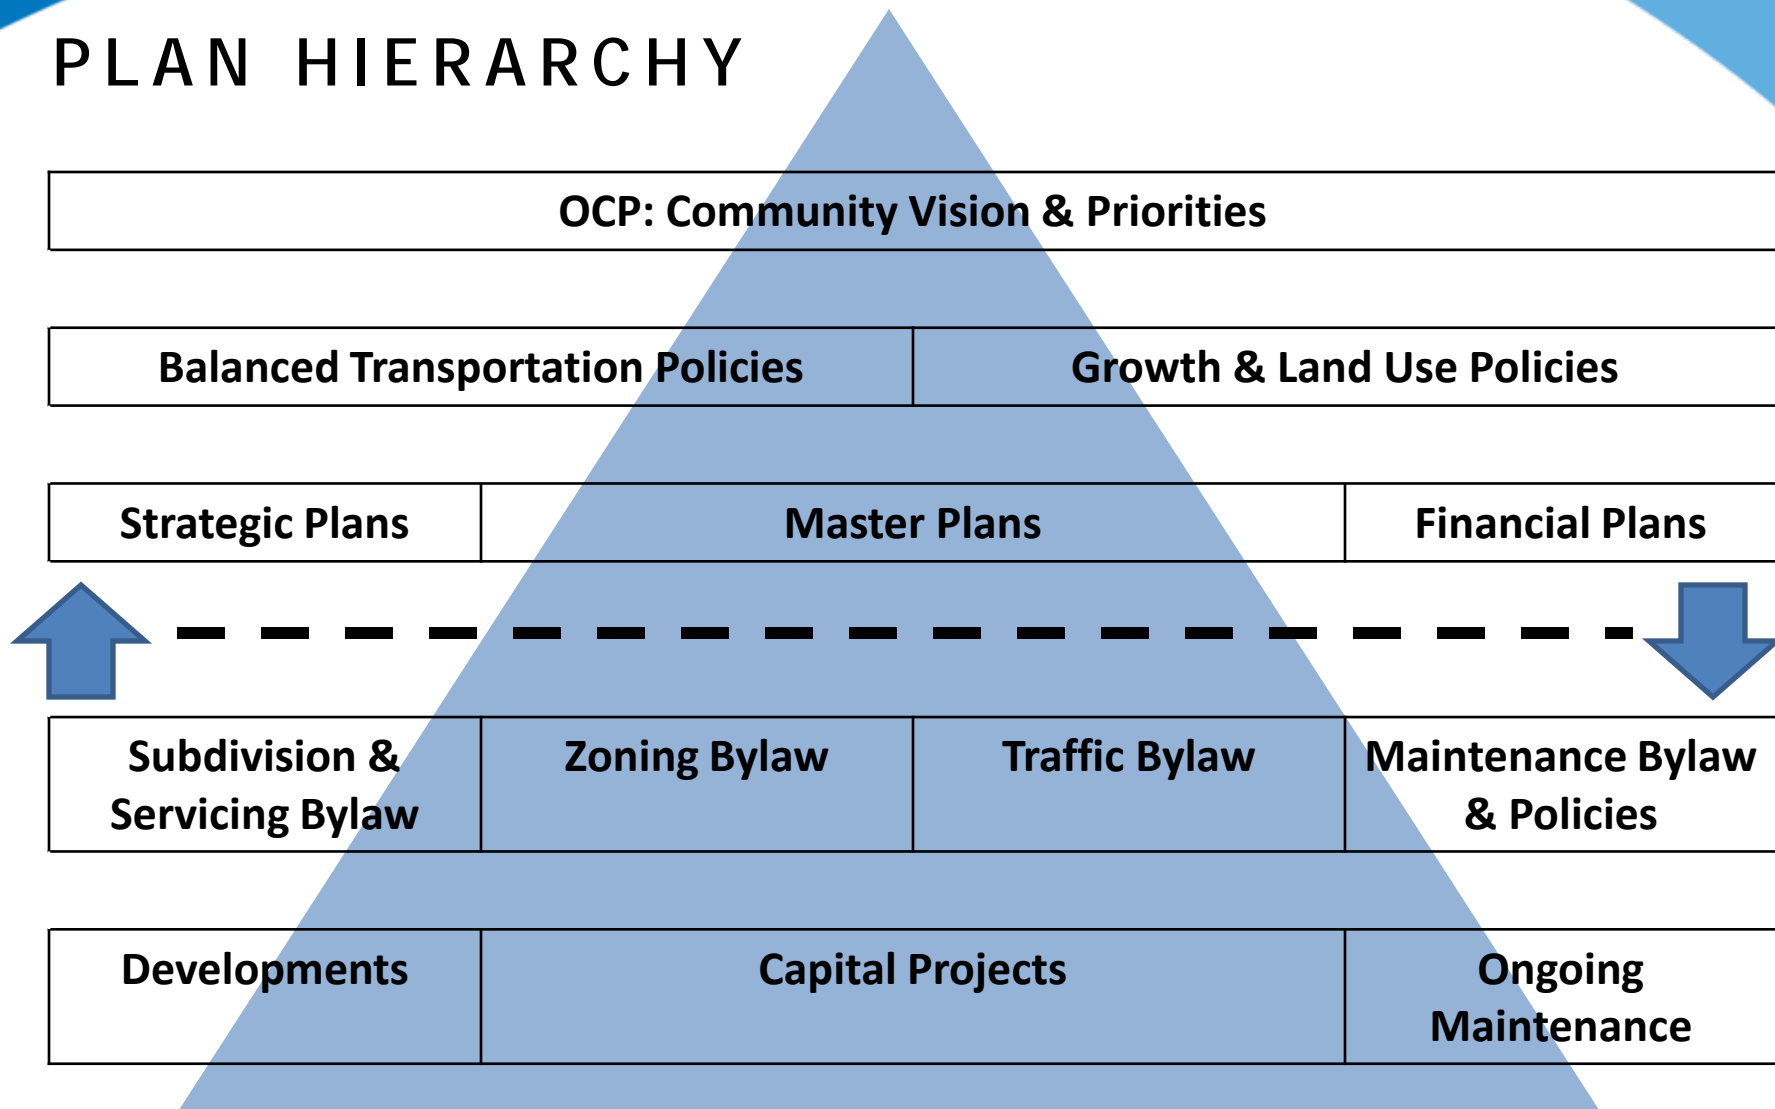 PLAN HIERARCHY
OCP: Community Vision & Priorities
Balanced Transportation Policies
Growth & Land Use Policies
Strategic Plans
Master Plans
Financial Plans
Subdivision &
Servicing Bylaw
Zoning Bylaw
Traffic Bylaw
Maintenance Bylaw
& Policies
Developments
Capital Projects
Ongoing
Maintenance